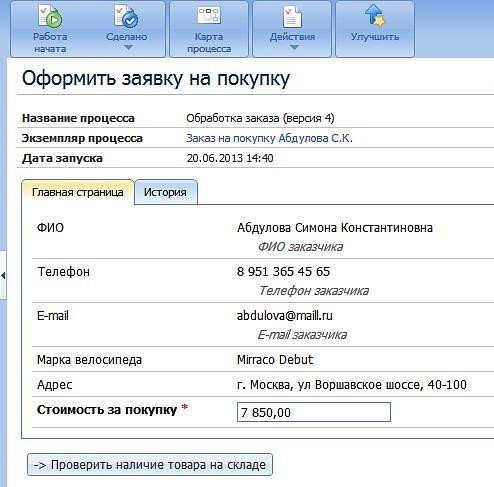 Работа начата
Сделано
Карта процесса
Действия
Улучшить
Оформить заявку на покупку
Название процесса Обработка заказа (версия 4)
Экземпляр процесса Заказ на покупку Абдулова С.К.
Дата запуска 20.06.2013 14:40
Главная страница История
ФИО Абдулова Симона Константиновна
ФИО заказчика
Телефон 8 951 365 45 65
Телефон заказчика
E-mail abdulova@maill.ru
E-mail заказчика
Марка велосипеда Mirraco Debut
Адрес г. Москва, ул Воршавское шоссе, 40-100
Стоимость за покупку * 7 850,00
-> Проверить наличие товара на складе